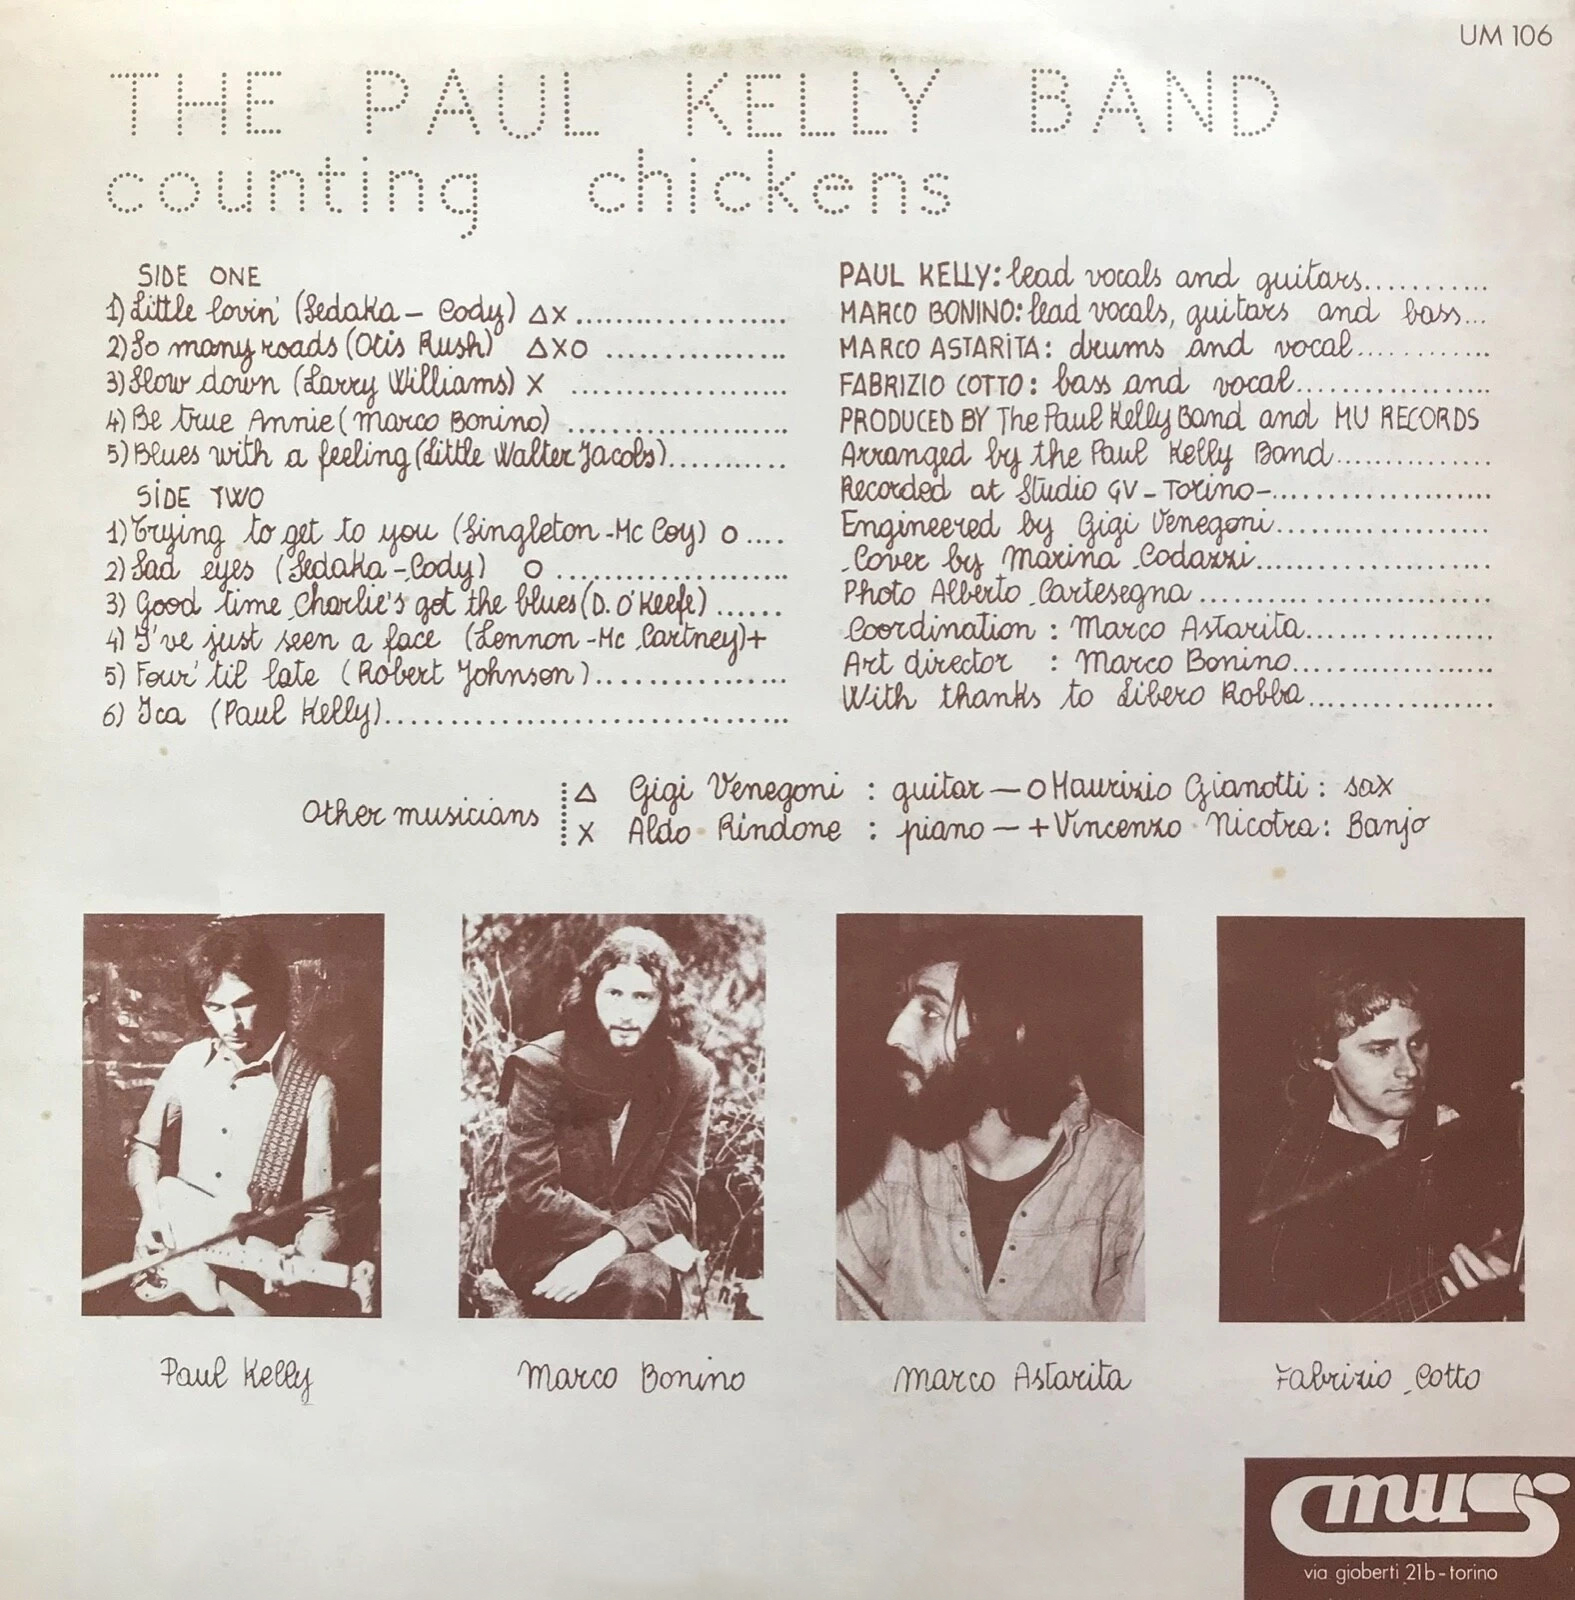 UM 106
THE PAUL KELLY BAND
counting chickens
SIDE ONE
1) Little lovin' (Sedaka - Cody) △X....................
2) So many roads (Otis Rush) △XO ................
3) Slow down (Larry Williams) X ...................
4) Be true Annie (Marco Bonino) ....................
5) Blues with a feeling (Little Walter Jacobs)...........
SIDE TWO
1) Trying to get to you (Singleton - Mc Coy) O....
2) Sad eyes (Sedaka - Cody) O .....................
3) Good time Charlie's got the blues (D. O'Keefe) ......
4) I've just seen a face (Lennon - Mc Cartney)+
5) Four 'til late (Robert Johnson)..................
6) Ica (Paul Kelly)...................................
PAUL KELLY: lead vocals and guitars...........
MARCO BONINO: lead vocals, guitars and bass...
MARCO ASTARITA: drums and vocal............
FABRIZIO COTTO: bass and vocal.................
PRODUCED BY The Paul Kelly Band and MU RECORDS
Arranged by the Paul Kelly Band..............
Recorded at Studio GV - Torino-....................
Engineered by Gigi Venegoni...................
Cover by Marina Codazzi.....................
Photo Alberto Cartesegna .........................
Coordination : Marco Astarita.................
Art director : Marco Bonino..................
With thanks to Libero Robba................
Other musicians
△ Gigi Venegoni : guitar — O Maurizio Gianotti : sax
X Aldo Rindone : piano — + Vincenzo Nicotra : Banjo
Paul Kelly
Marco Bonino
Marco Astarita
Fabrizio Cotto
mu
via gioberti 21b - torino